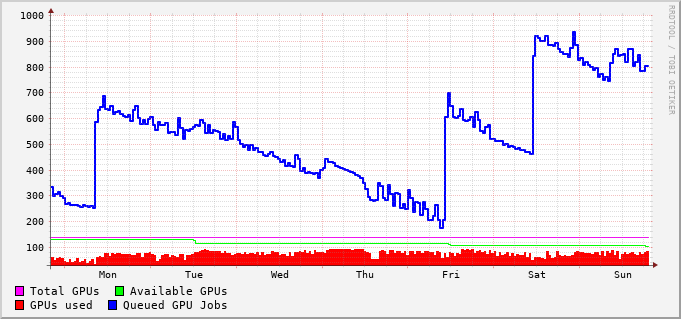 1000
900
800
700
600
500
400
300
200
100
Mon Tue Wed Thu Fri Sat Sun
Total GPUs Available GPUs
GPUs used Queued GPU Jobs
RRDTOOL / TOBI OETIKER